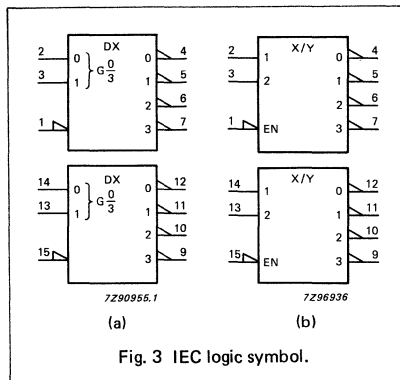 DX
2 0 4
3 1 G 0/3 1 5
2 6
1 3 7
X/Y
2 1 0 4
3 2 1 5
2 6
1 EN 3 7
DX
14 0 0 12
13 1 G 0/3 1 11
2 10
15 3 9
7Z90955.1
(a)
X/Y
14 1 0 12
13 2 1 11
2 10
15 EN 3 9
7Z96936
(b)
Fig. 3 IEC logic symbol.